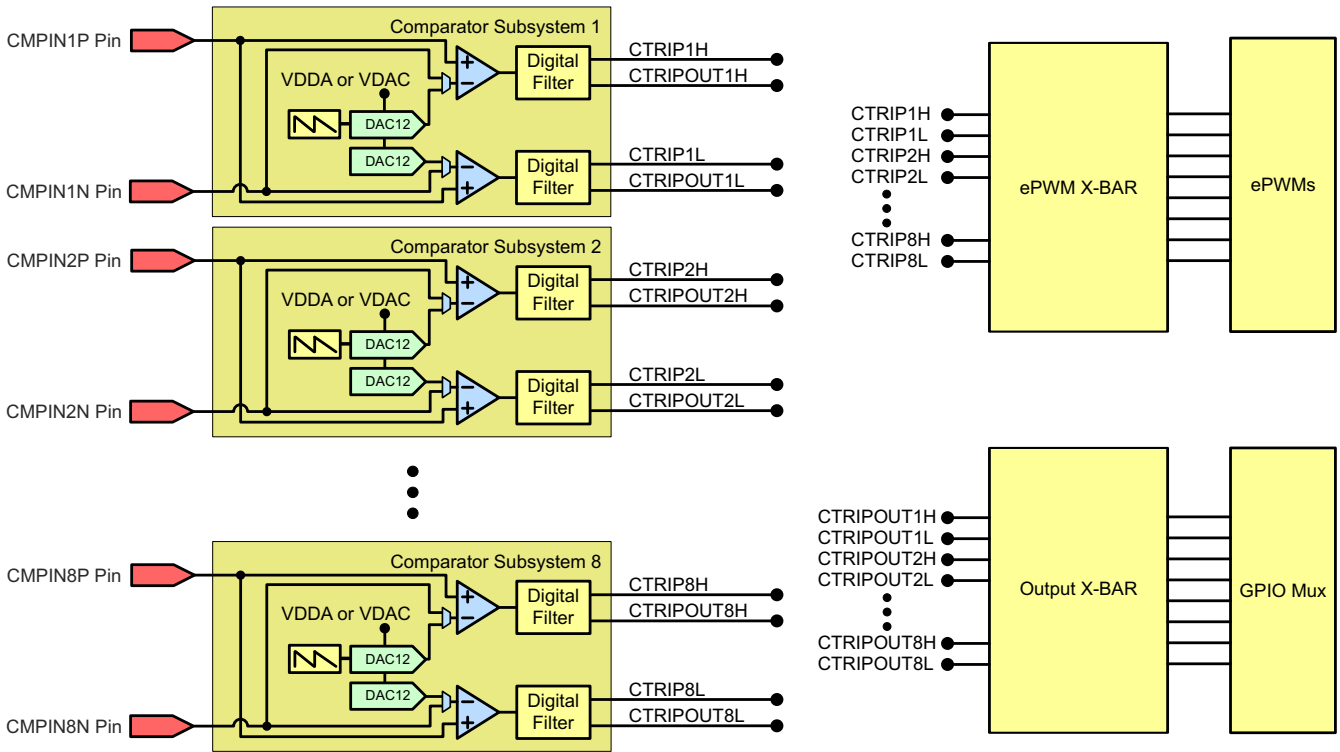 Comparator Subsystem 1
CMPIN1P Pin
VDDA or VDAC
DAC12
DAC12
Digital
Filter
CTRIP1H
CTRIPOUT1H
Digital
Filter
CTRIP1L
CTRIPOUT1L
CMPIN1N Pin
Comparator Subsystem 2
CMPIN2P Pin
VDDA or VDAC
DAC12
DAC12
Digital
Filter
CTRIP2H
CTRIPOUT2H
Digital
Filter
CTRIP2L
CTRIPOUT2L
CMPIN2N Pin
Comparator Subsystem 8
CMPIN8P Pin
VDDA or VDAC
DAC12
DAC12
Digital
Filter
CTRIP8H
CTRIPOUT8H
Digital
Filter
CTRIP8L
CTRIPOUT8L
CMPIN8N Pin
CTRIP1H
CTRIP1L
CTRIP2H
CTRIP2L
CTRIP8H
CTRIP8L
ePWM X-BAR
ePWMs
CTRIPOUT1H
CTRIPOUT1L
CTRIPOUT2H
CTRIPOUT2L
CTRIPOUT8H
CTRIPOUT8L
Output X-BAR
GPIO Mux